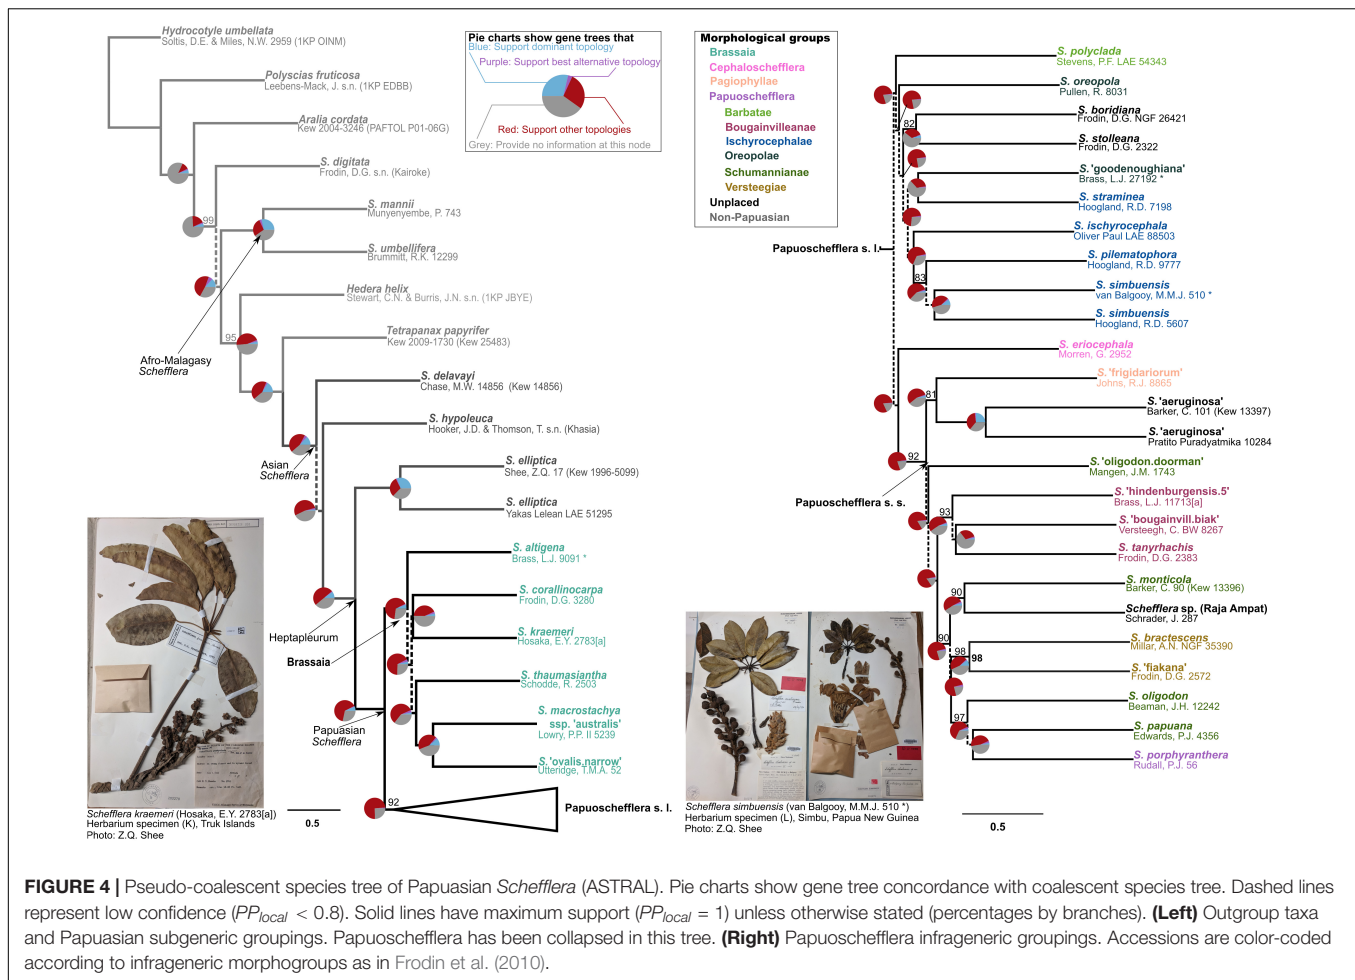 Hydrocotyle umbellata
Soltis, D.E. & Miles, N.W. 2959 (1KP OINM)
Polyscias fruticosa
Leebens-Mack, J. s.n. (1KP EDBB)
Aralia cordata
Kew 2004-3246 (PAFTOL P01-06G)
S. digitata
Frodin, D.G. s.n. (Kairoke)
99
S. mannii
Munyenyembe, P. 743
S. umbellifera
Brummitt, R.K. 12299
Hedera helix
Stewart, C.N. & Burris, J.N. s.n. (1KP JBYE)
95
Tetrapanax papyrifer
Kew 2009-1730 (Kew 25483)
Afro-Malagasy
Schefflera
S. delavayi
Chase, M.W. 14856 (Kew 14856)
S. hypoleuca
Hooker, J.D. & Thomson, T. s.n. (Khasia)
Asian
Schefflera
S. elliptica
Shee, Z.Q. 17 (Kew 1996-5099)
S. elliptica
Yakas Lelean LAE 51295
S. altigena
Brass, L.J. 9091 *
S. corallinocarpa
Frodin, D.G. 3280
S. kraemeri
Hosaka, E.Y. 2783[a]
Heptapleurum
Brassaia
S. thaumasiantha
Schodde, R. 2503
S. macrostachya
ssp. 'australis'
Lowry, P.P. II 5239
Papuasian
Schefflera
S.'ovalis.narrow'
Utteridge, T.M.A. 52
92
Papuoschefflera s. l.
0.5
Schefflera kraemeri (Hosaka, E.Y. 2783[a])
Herbarium specimen (K), Truk Islands
Photo: Z.Q. Shee
Pie charts show gene trees that
Blue: Support dominant topology
Purple: Support best alternative topology
Red: Support other topologies
Grey: Provide no information at this node
Morphological groups
Brassaia
Cephaloschefflera
Pagiophyllae
Papuoschefflera
Barbatae
Bougainvilleanae
Ischyrocephalae
Oreopolae
Schumannianae
Versteegiae
Unplaced
Non-Papuasian
S. polyclada
Stevens, P.F. LAE 54343
S. oreopola
Pullen, R. 8031
S. boridiana
Frodin, D.G. NGF 26421
82
S. stolleana
Frodin, D.G. 2322
S.'goodenoughiana'
Brass, L.J. 27192 *
S. straminea
Hoogland, R.D. 7198
S. ischyrocephala
Oliver Paul LAE 88503
Papuoschefflera s. l.
S. pilematophora
Hoogland, R.D. 9777
83
S. simbuensis
van Balgooy, M.M.J. 510 *
S. simbuensis
Hoogland, R.D. 5607
S. eriocephala
Morren, G. 2952
S.'frigidariorum'
Johns, R.J. 8865
81
S.'aeruginosa'
Barker, C. 101 (Kew 13397)
S.'aeruginosa'
Pratito Puradyatmika 10284
92
S.'oligodon.doorman'
Mangen, J.M. 1743
Papuoschefflera s. s.
S.'hindenburgensis.5'
Brass, L.J. 11713[a]
93
S.'bougainvill.biak'
Versteegh, C. BW 8267
S. tanyrhachis
Frodin, D.G. 2383
S. monticola
Barker, C. 90 (Kew 13396)
90
Schefflera sp. (Raja Ampat)
Schrader, J. 287
90
S. bractescens
Millar, A.N. NGF 35390
98
98
S.'fiakana'
Frodin, D.G. 2572
S. oligodon
Beaman, J.H. 12242
97
S. papuana
Edwards, P.J. 4356
S. porphyranthera
Rudall, P.J. 56
Schefflera simbuensis (van Balgooy, M.M.J. 510 *)
Herbarium specimen (L), Simbu, Papua New Guinea
Photo: Z.Q. Shee
0.5
FIGURE 4 | Pseudo-coalescent species tree of Papuasian Schefflera (ASTRAL). Pie charts show gene tree concordance with coalescent species tree. Dashed lines
represent low confidence (PPlocal < 0.8). Solid lines have maximum support (PPlocal = 1) unless otherwise stated (percentages by branches). (Left) Outgroup taxa
and Papuasian subgeneric groupings. Papuoschefflera has been collapsed in this tree. (Right) Papuoschefflera infrageneric groupings. Accessions are color-coded
according to infrageneric morphogroups as in Frodin et al. (2010).